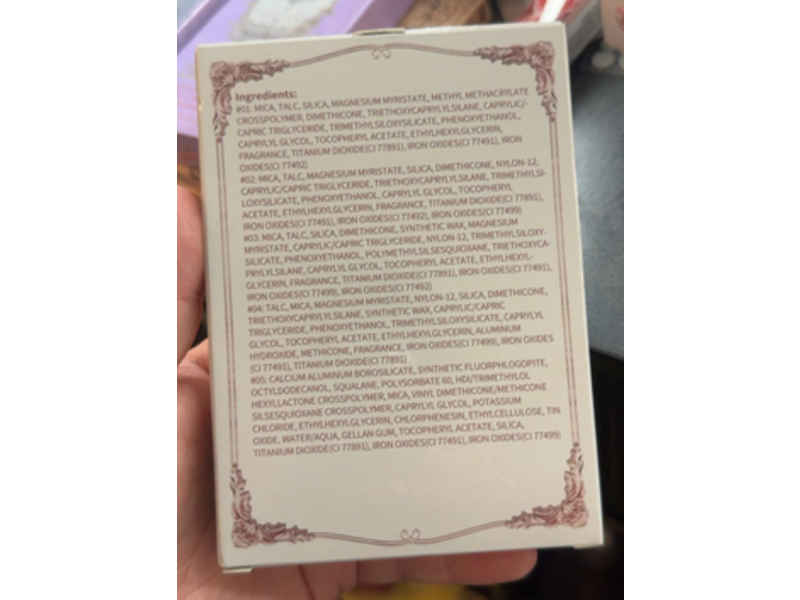 Ingredients:
#01: MICA, TALC, SILICA, MAGNESIUM MYRISTATE, METHYL METHACRYLATE
CROSSPOLYMER, DIMETHICONE, TRIETHOXYCAPRYLYLSILANE, CAPRYLIC/-
CAPRIC TRIGLYCERIDE, TRIMETHYLSILOXYSILICATE, PHENOXYETHANOL,
CAPRYLYL GLYCOL, TOCOPHERYL ACETATE, ETHYLHEXYLGLYCERIN,
FRAGRANCE, TITANIUM DIOXIDE(CI 77891), IRON OXIDES(CI 77491), IRON
OXIDES(CI 77492)
#02: MICA, TALC, MAGNESIUM MYRISTATE, SILICA, DIMETHICONE, NYLON-12,
CAPRYLIC/CAPRIC TRIGLYCERIDE, TRIETHOXYCAPRYLYLSILANE, TRIMETHYLSI-
LOXYSILICATE, PHENOXYETHANOL, CAPRYLYL GLYCOL, TOCOPHERYL
ACETATE, ETHYLHEXYLGLYCERIN, FRAGRANCE, TITANIUM DIOXIDE(CI 77891),
IRON OXIDES(CI 77491), IRON OXIDES(CI 77492), IRON OXIDES(CI 77499)
#03: MICA, TALC, SILICA, DIMETHICONE, SYNTHETIC WAX, MAGNESIUM
MYRISTATE, CAPRYLIC/CAPRIC TRIGLYCERIDE, NYLON-12, TRIMETHYLSILOXY-
SILICATE, PHENOXYETHANOL, POLYMETHYLSILSESQUIOXANE, TRIETHOXYCA-
PRYLYLSILANE, CAPRYLYL GLYCOL, TOCOPHERYL ACETATE, ETHYLHEXYL-
GLYCERIN, FRAGRANCE, TITANIUM DIOXIDE(CI 77891), IRON OXIDES(CI 77491),
IRON OXIDES(CI 77499), IRON OXIDES(CI 77492)
#04: TALC, MICA, MAGNESIUM MYRISTATE, NYLON-12, SILICA, DIMETHICONE,
TRIETHOXYCAPRYLYLSILANE, SYNTHETIC WAX, CAPRYLIC/CAPRIC
TRIGLYCERIDE, PHENOXYETHANOL, TRIMETHYLSILOXYSILICATE, CAPRYLYL
GLYCOL, TOCOPHERYL ACETATE, ETHYLHEXYLGLYCERIN, ALUMINUM
HYDROXIDE, METHICONE, FRAGRANCE, IRON OXIDES(CI 77499), IRON OXIDES
(CI 77491), TITANIUM DIOXIDE(CI 77891)
#05: CALCIUM ALUMINUM BOROSILICATE, SYNTHETIC FLUORPHLOGOPITE,
OCTYLDODECANOL, SQUALANE, POLYSORBATE 60, HDI/TRIMETHYLOL
HEXYLLACTONE CROSSPOLYMER, MICA, VINYL DIMETHICONE/METHICONE
SILSESQUIOXANE CROSSPOLYMER, CAPRYLYL GLYCOL, POTASSIUM
CHLORIDE, ETHYLHEXYLGLYCERIN, CHLORPHENESIN, ETHYLCELLULOSE, TIN
OXIDE, WATER/AQUA, GELLAN GUM, TOCOPHERYL ACETATE, SILICA,
TITANIUM DIOXIDE(CI 77891), IRON OXIDES(CI 77491), IRON OXIDES(CI 77499)